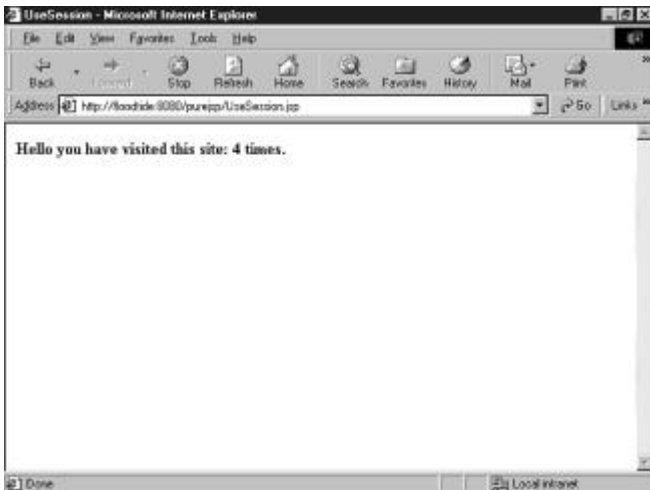 UseSession - Microsoft Internet Explorer
File Edit View Favorites Tools Help
Back Forward Stop Refresh Home Search Favorites History Mail Print »
Address http://floodtide:8080/purejsp/UseSession.jsp Go Links »
Hello you have visited this site: 4 times.
Done Local intranet